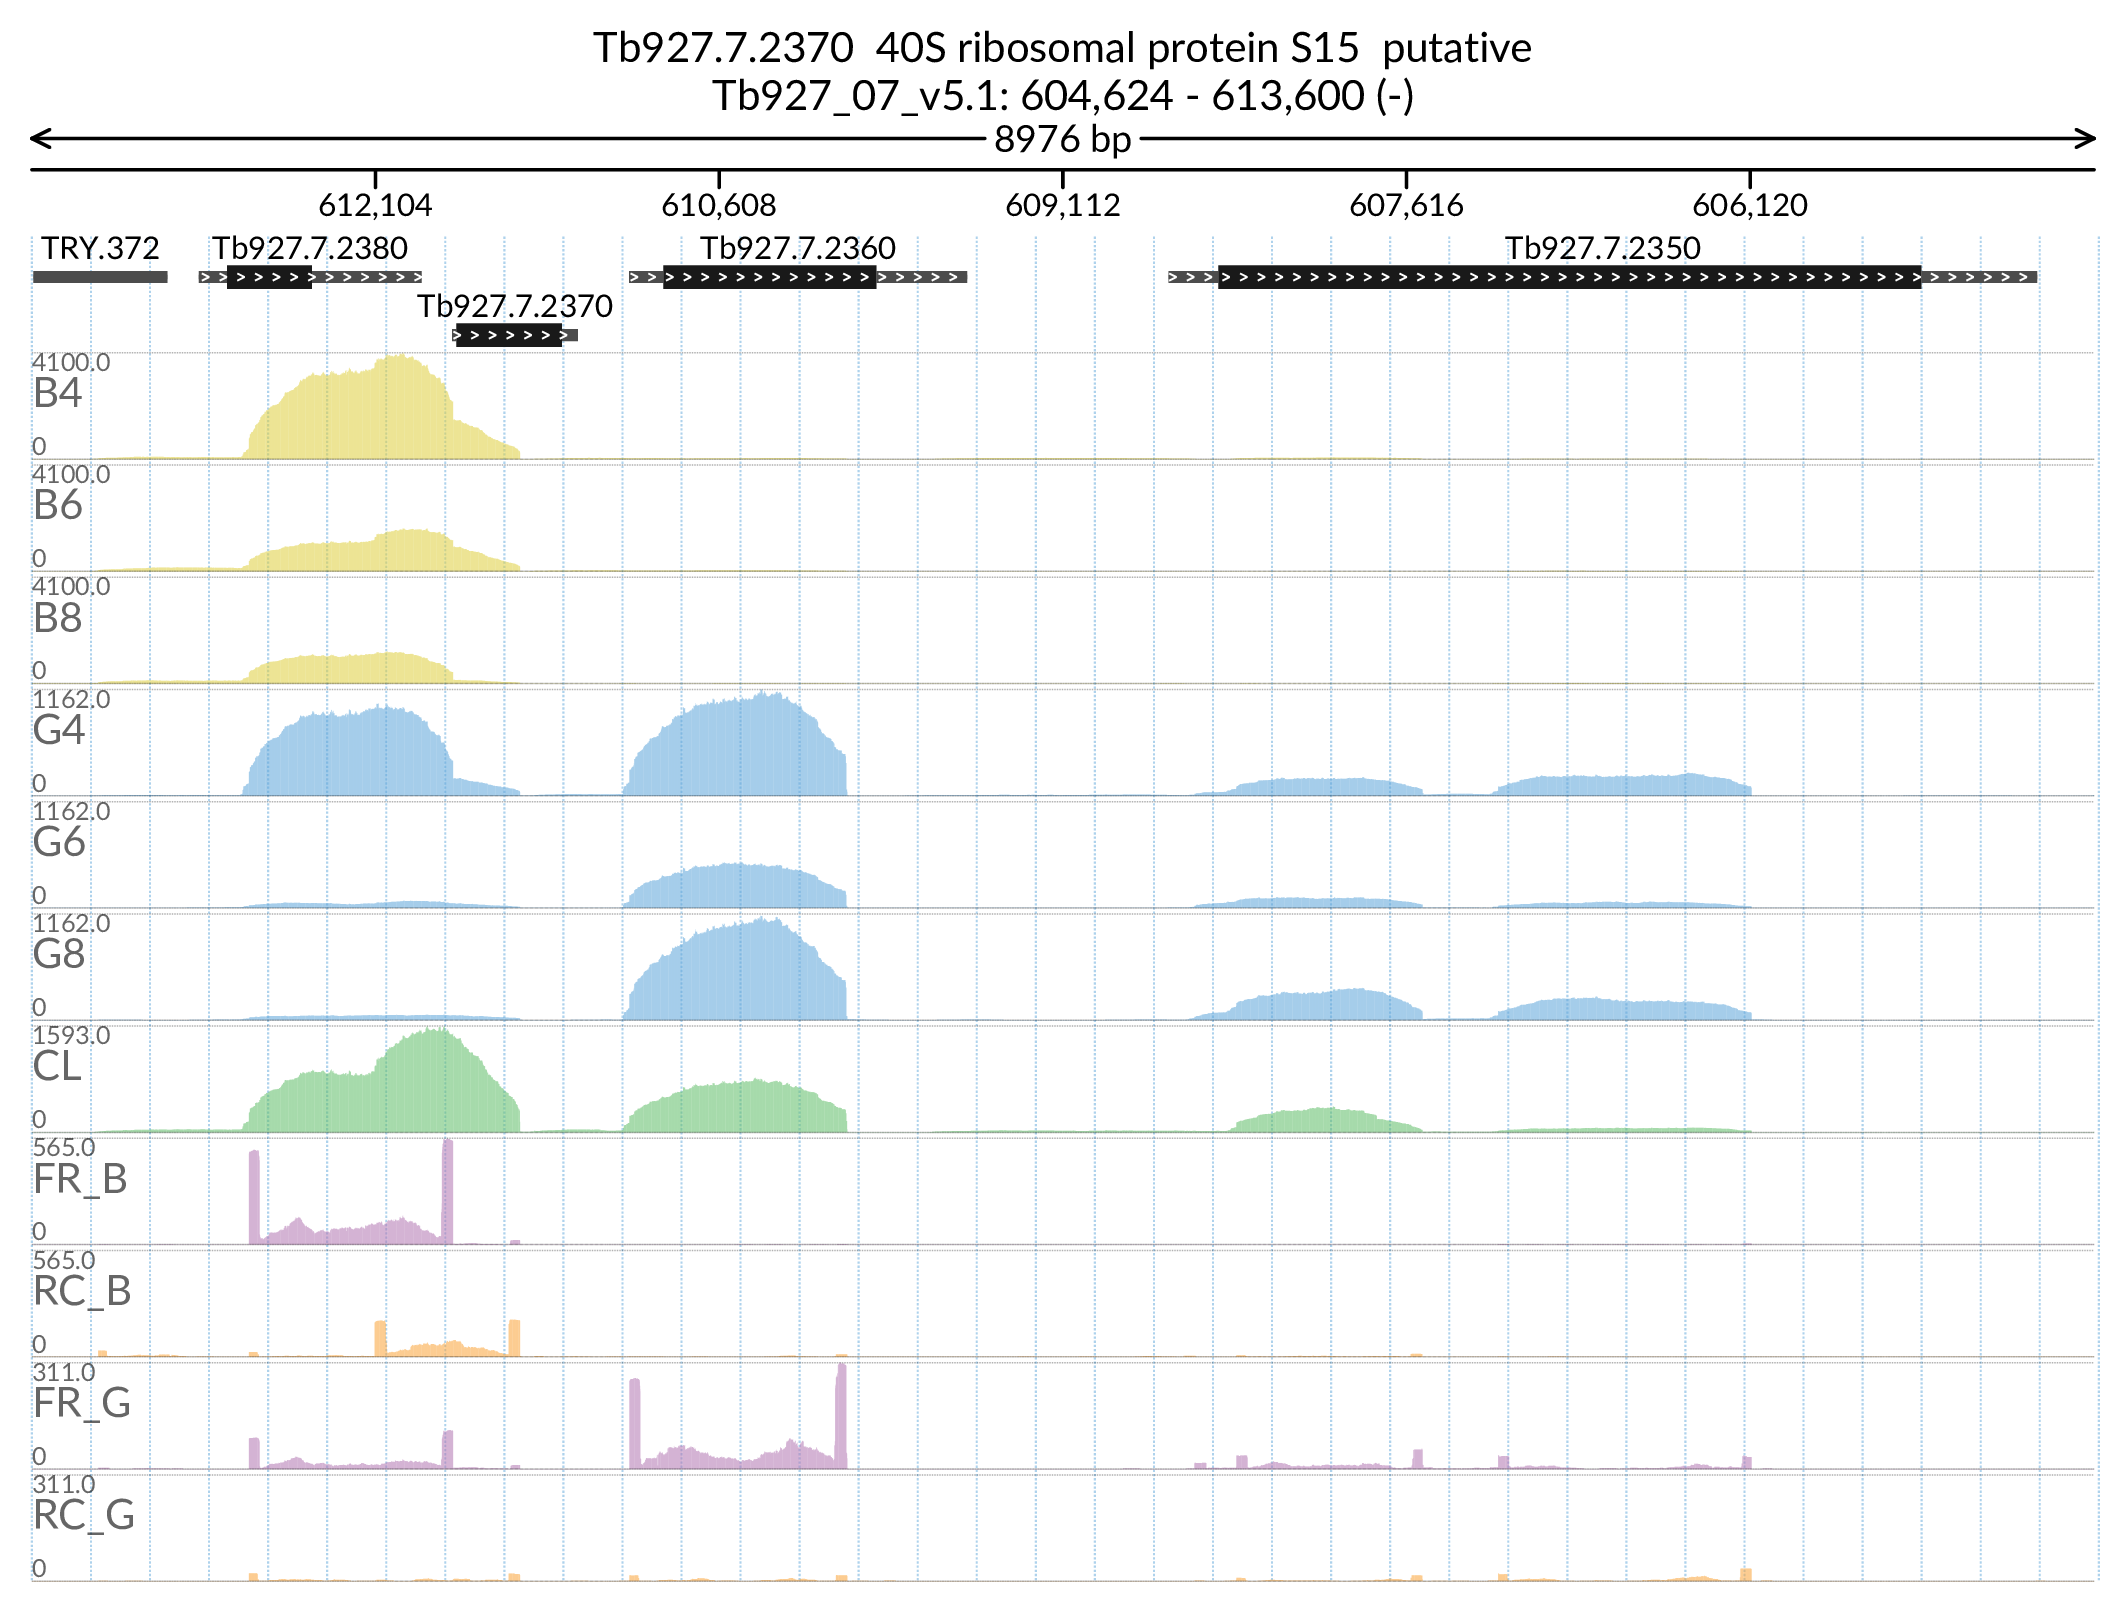 Tb927.7.2370 40S ribosomal protein S15 putative
Tb927_07_v5.1: 604,624 - 613,600 (-)
8976 bp
612,104 610,608 609,112 607,616 606,120
TRY.372 Tb927.7.2380 Tb927.7.2360 Tb927.7.2350
Tb927.7.2370
4100.0
B4
0
4100.0
B6
0
4100.0
B8
0
1162.0
G4
0
1162.0
G6
0
1162.0
G8
0
1593.0
CL
0
565.0
FR_B
0
565.0
RC_B
0
311.0
FR_G
0
311.0
RC_G
0